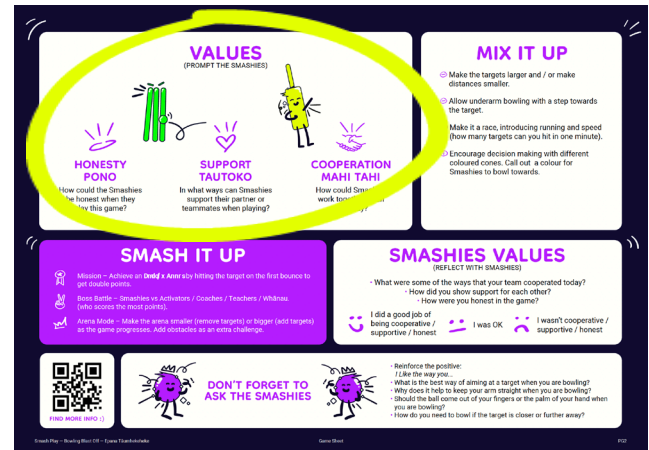 VALUES
(PROMPT THE SMASHIES)
HONESTY
PONO
How could the Smashies
be honest when they
play this game?
SUPPORT
TAUTOKO
In what ways can Smashies
support their partner or
teammates when playing?
COOPERATION
MAHI TAHI
How could
work
MIX IT UP
Make the targets larger and / or make
distances smaller.
Allow underarm bowling with a step towards
the target.
Make it a race, introducing running and speed
(how many targets can you hit in one minute).
Encourage decision making with different
coloured cones. Call out a colour for
Smashies to bowl towards.
SMASH IT UP
Mission – Achieve an by hitting the target on the first bounce to
get double points.
Boss Battle – Smashies vs Activators / Coaches / Teachers / Whānau.
(who scores the most points).
Arena Mode – Make the arena smaller (remove targets) or bigger (add targets)
as the game progresses. Add obstacles as an extra challenge.
SMASHIES VALUES
(REFLECT WITH SMASHIES)
• What were some of the ways that your team cooperated today?
• How did you show support for each other?
• How were you honest in the game?
I did a good job of
being cooperative /
supportive / honest
I was OK
I wasn't cooperative /
supportive / honest
FIND MORE INFO :)
DON'T FORGET TO
ASK THE SMASHIES
• Reinforce the positive:
I Like the way you...
• What is the best way of aiming at a target when you are bowling?
• Why does it help to keep your arm straight when you are bowling?
• Should the ball come out of your fingers or the palm of your hand when
you are bowling?
• How do you need to bowl if the target is closer or further away?
Smash Play – Bowling Blast Off –
Game Sheet